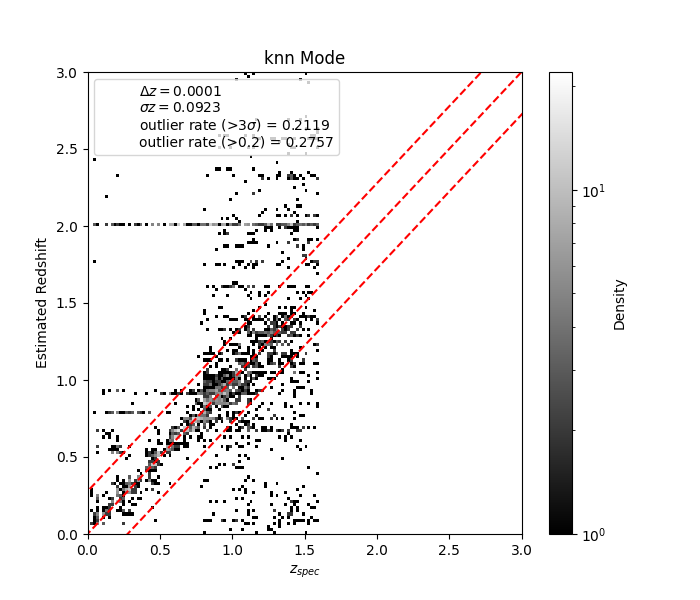 knn Mode
Δz = 0.0001
σz = 0.0923
outlier rate (>3σ) = 0.2119
outlier rate (>0.2) = 0.2757
3.0
2.5
2.0
1.5
1.0
0.5
0.0
Estimated Redshift
0.0 0.5 1.0 1.5 2.0 2.5 3.0
z_spec
10¹
10⁰
Density